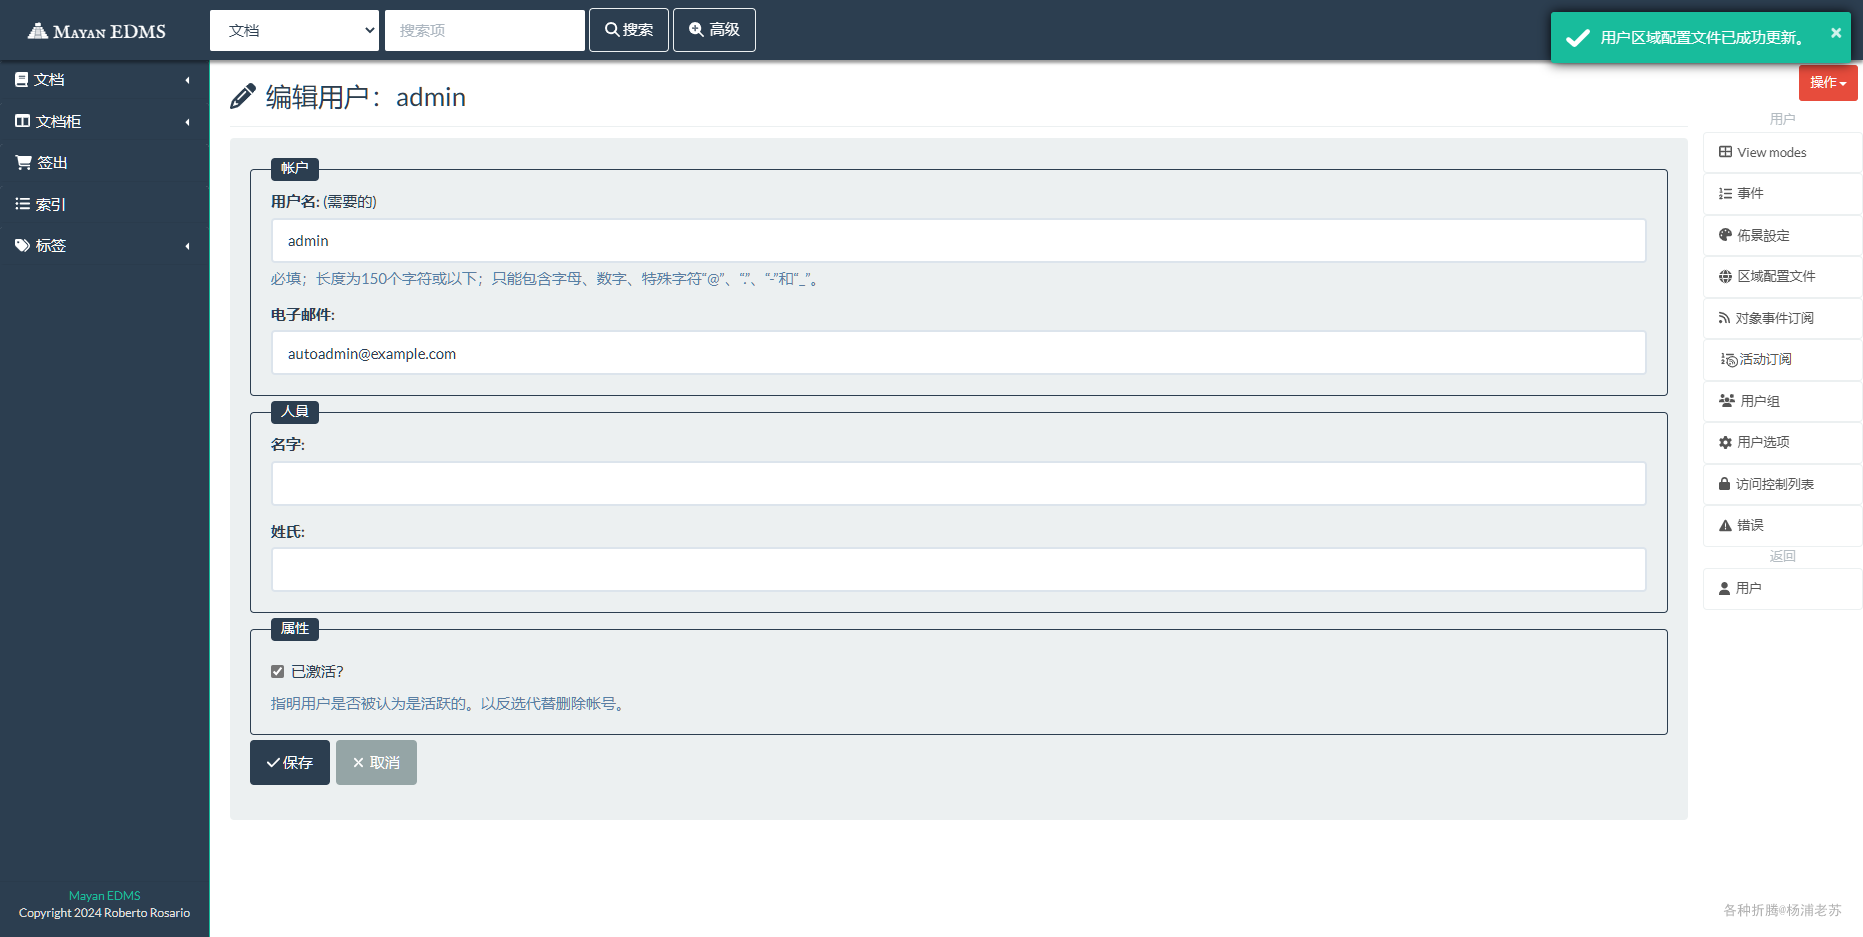 Mayan EDMS
文档
搜索项
搜索
高级
用户区域配置文件已成功更新。
×
文档
文档柜
签出
索引
标签
编辑用户：admin
操作
用户
View modes
事件
佈景設定
区域配置文件
对象事件订阅
活动订阅
用户组
用户选项
访问控制列表
错误
返回
用户
帐户
用户名: (需要的)
admin
必填；长度为150个字符或以下；只能包含字母、数字、特殊字符“@”、“.”、“-”和“_”。
电子邮件:
autoadmin@example.com
人員
名字:
姓氏:
属性
已激活?
指明用户是否被认为是活跃的。以反选代替删除帐号。
保存
取消
Mayan EDMS
Copyright 2024 Roberto Rosario
各种折腾@杨浦老苏